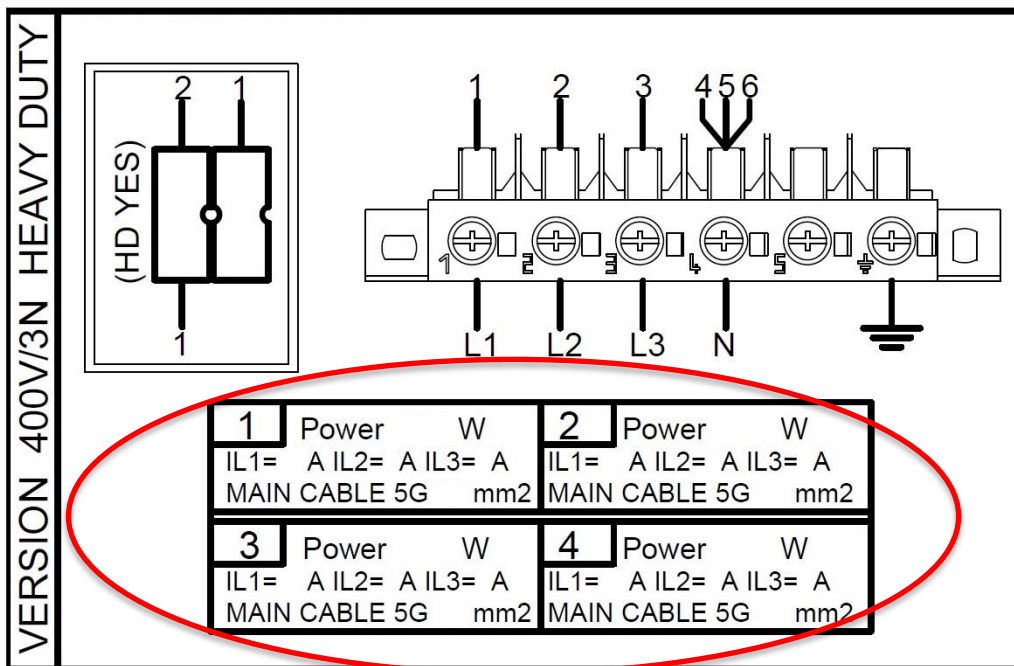 VERSION 400V/3N HEAVY DUTY
(HD YES)
2 1
1
1 2 3 4 5 6
1 2 3 4 5
L1 L2 L3 N
1 Power W
IL1= A IL2= A IL3= A
MAIN CABLE 5G mm2
2 Power W
IL1= A IL2= A IL3= A
MAIN CABLE 5G mm2
3 Power W
IL1= A IL2= A IL3= A
MAIN CABLE 5G mm2
4 Power W
IL1= A IL2= A IL3= A
MAIN CABLE 5G mm2